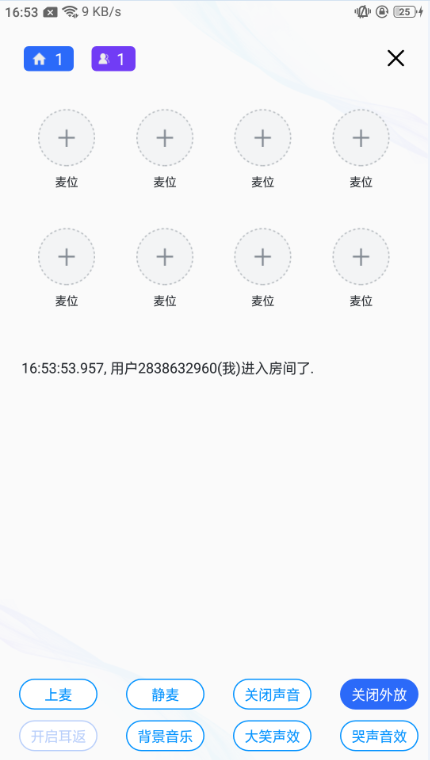 16:53 9 KB/s 25
1 1
麦位 麦位 麦位 麦位
麦位 麦位 麦位 麦位
16:53:53.957, 用户2838632960(我)进入房间了.
上麦 静麦 关闭声音 关闭外放
开启耳返 背景音乐 大笑声效 哭声音效